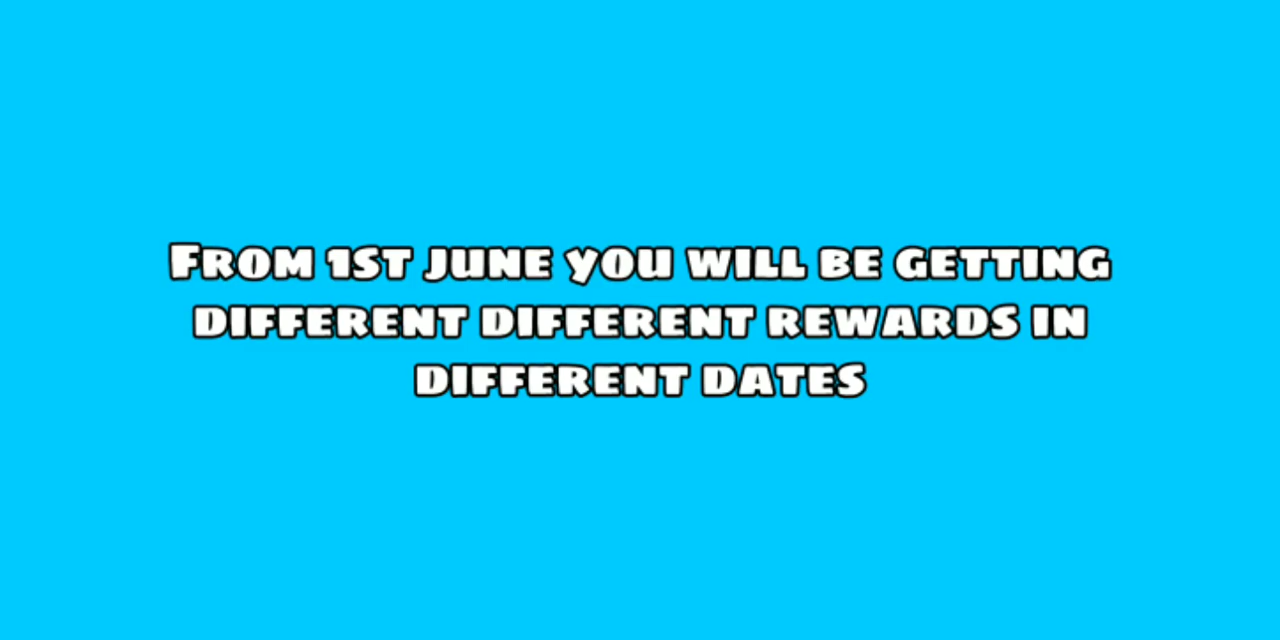 From 1st june you will be getting
different different rewards in
different dates